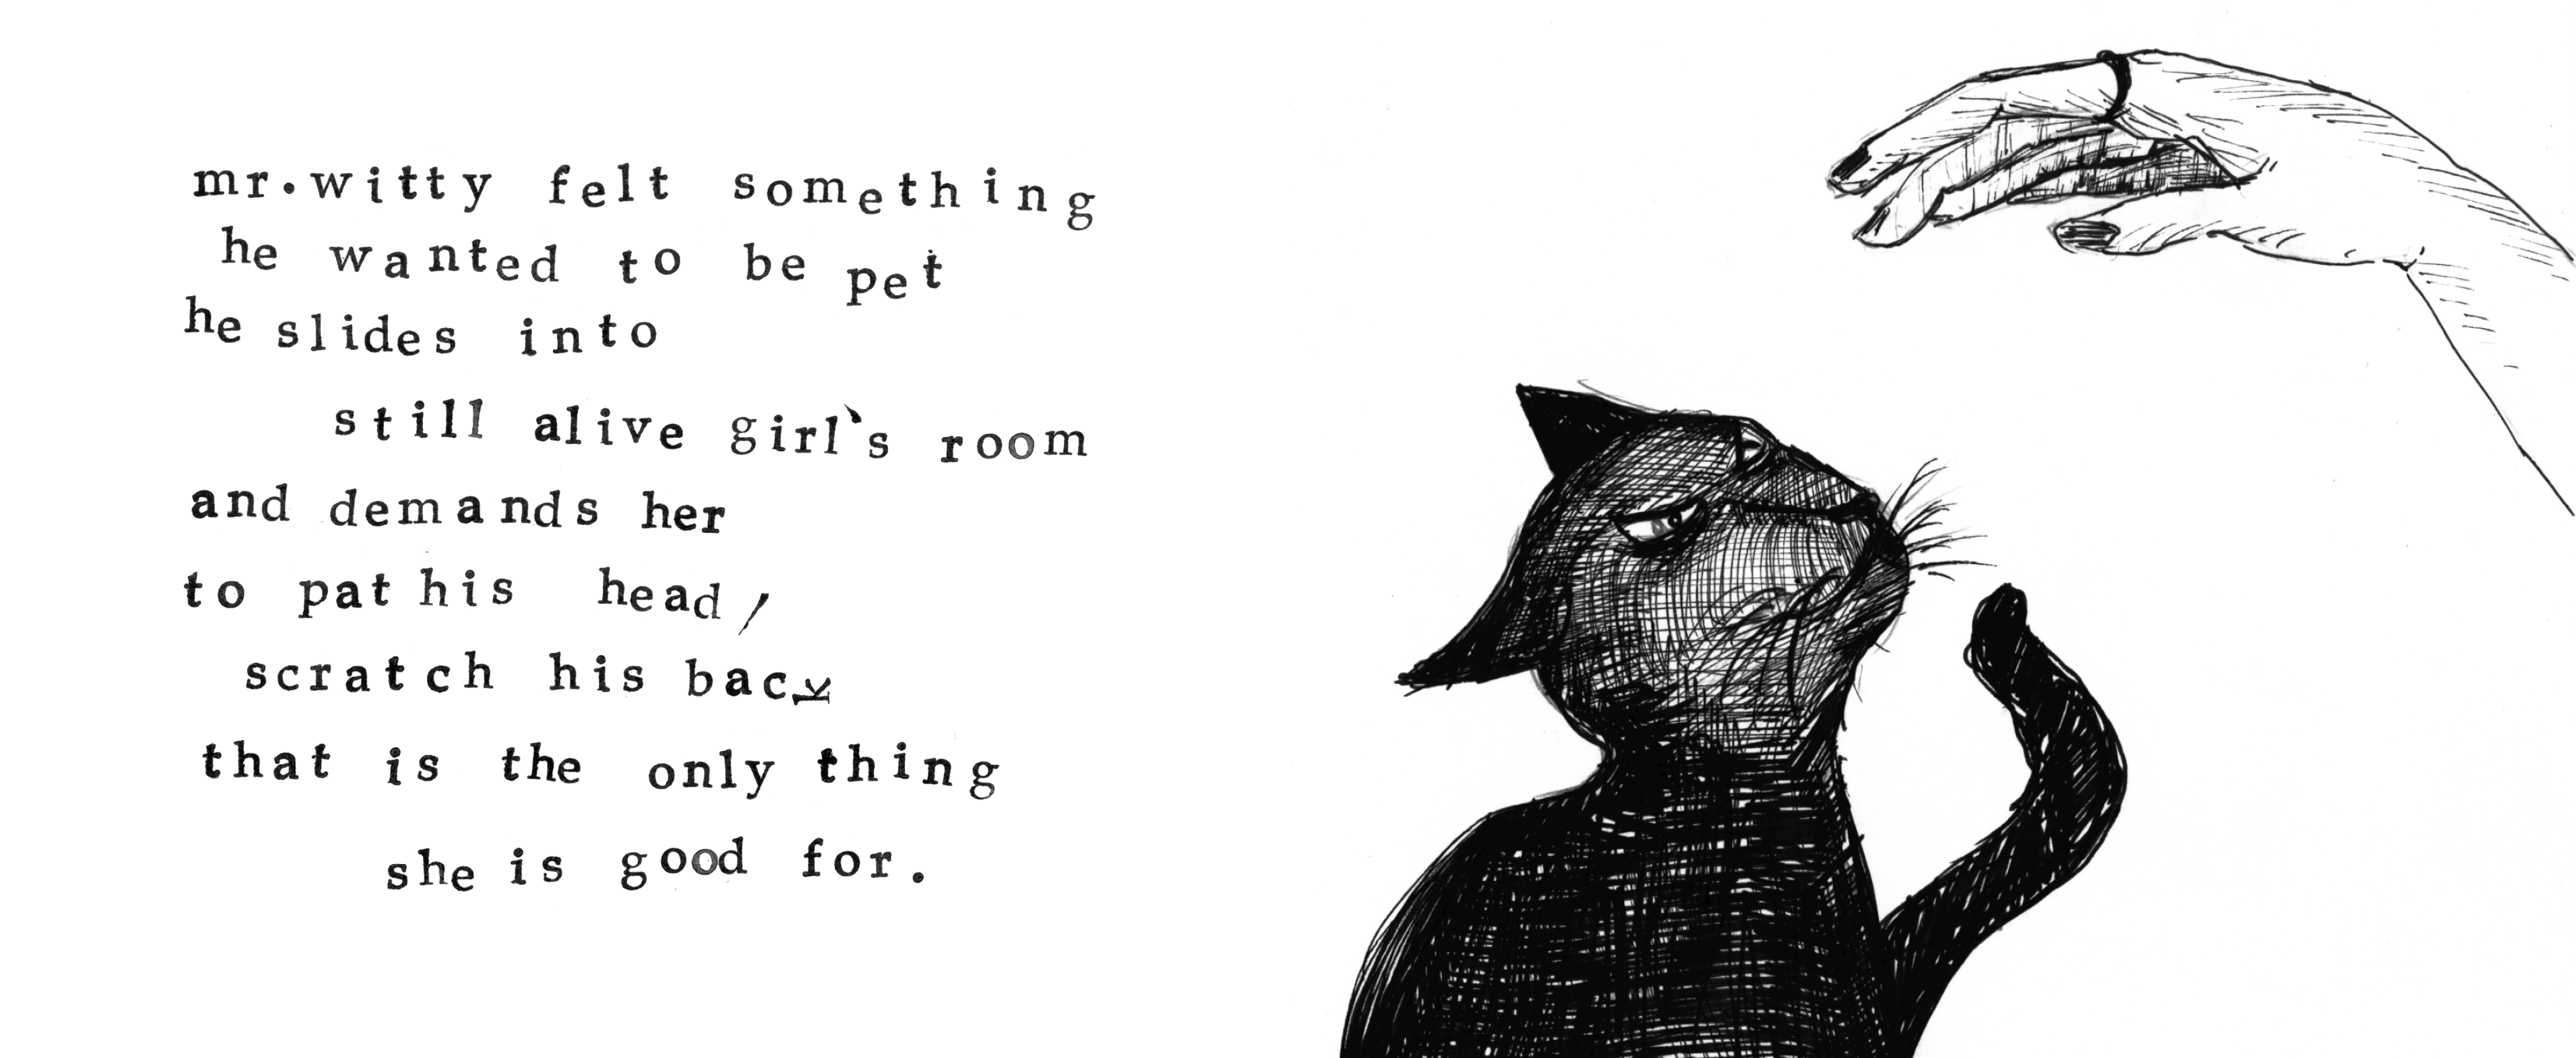 mr.witty felt something
he wanted to be pet
he slides into
still alive girl`s room
and demands her
to pat his head/
scratch his back
that is the only thing
she is good for.